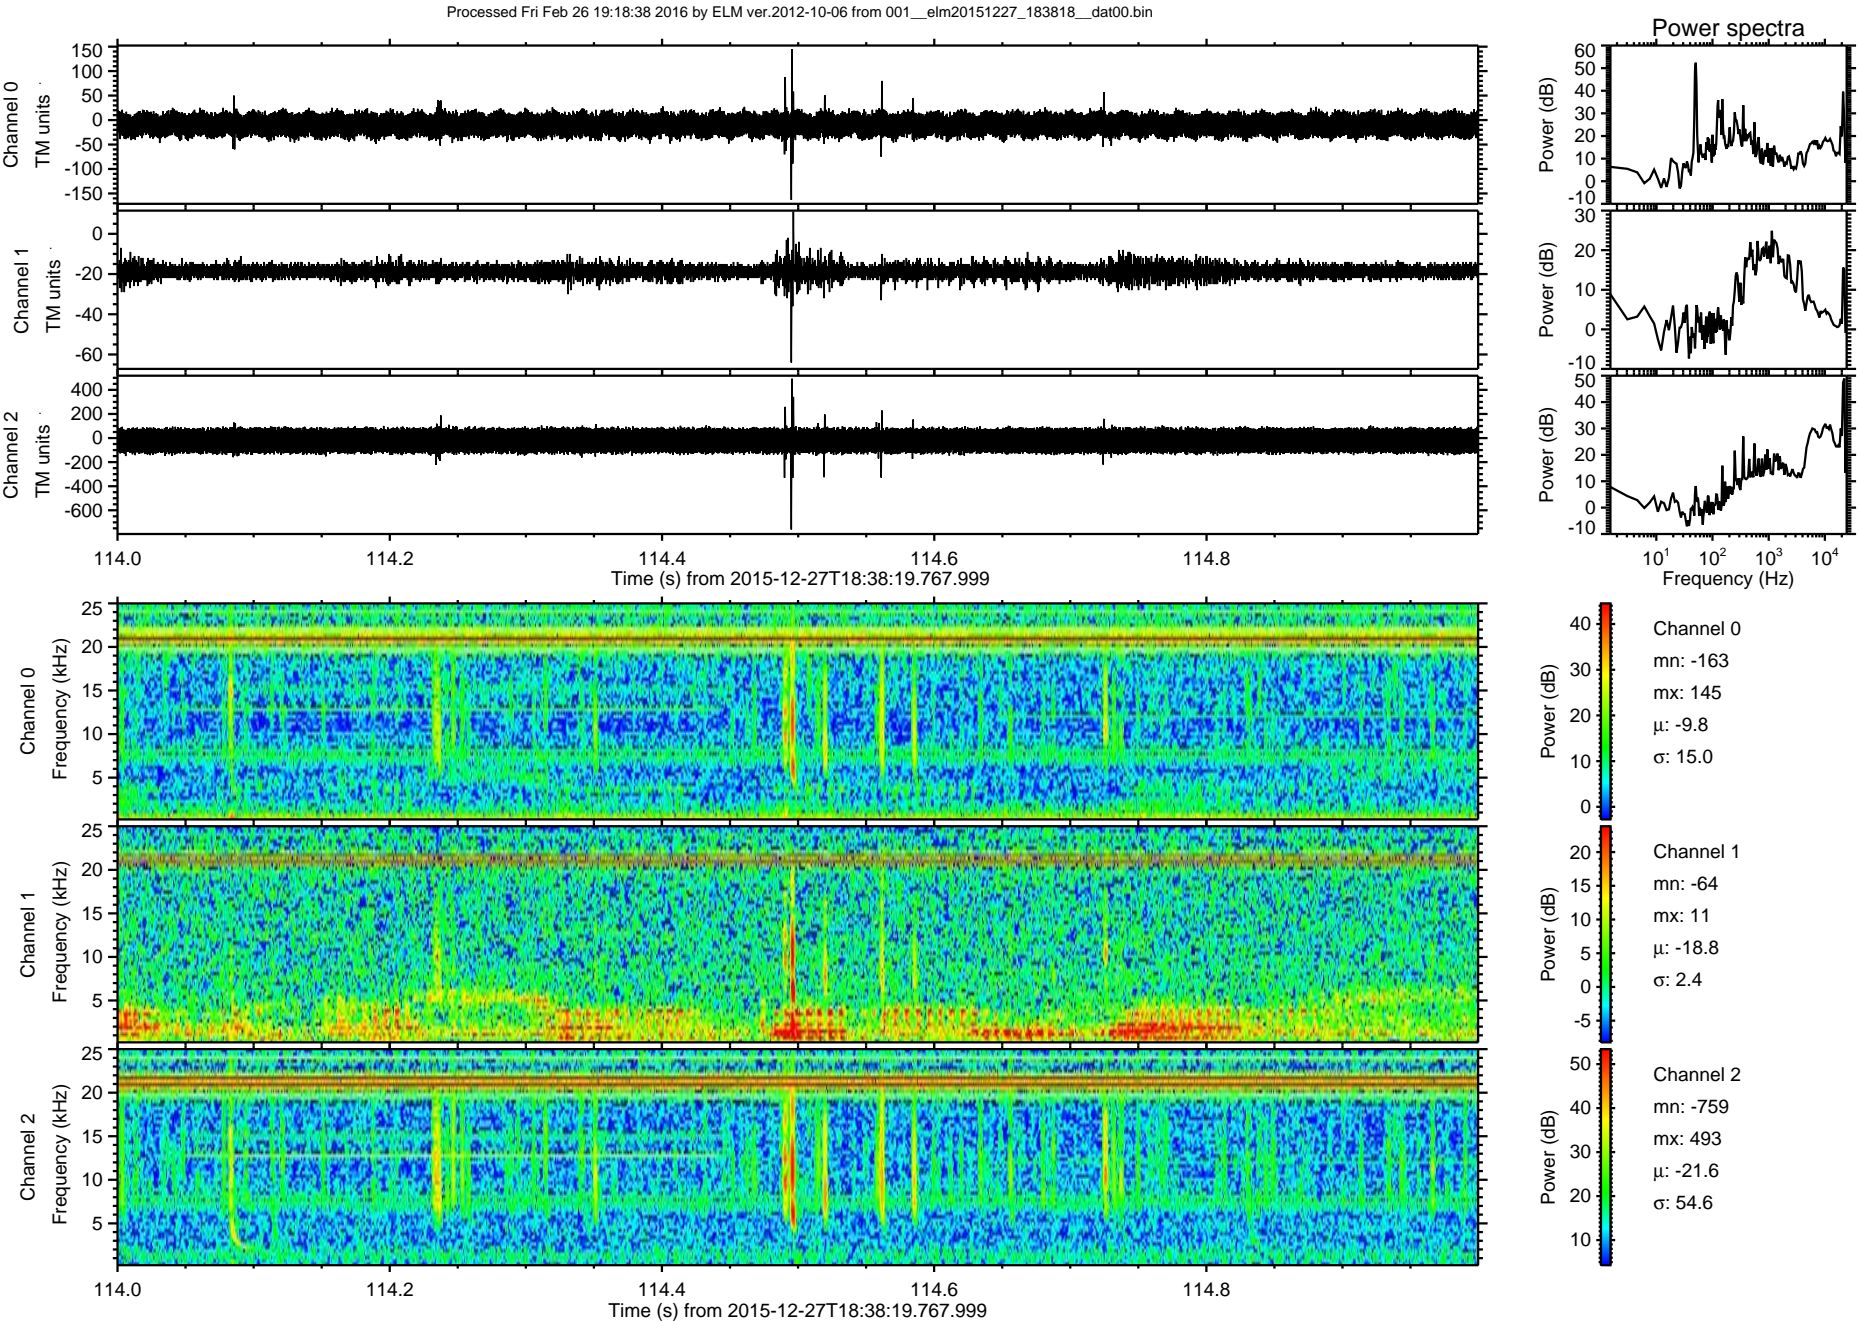 Processed Fri Feb 26 19:18:38 2016 by ELM ver.2012-10-06 from 001__elm20151227_183818__dat00.bin
Power spectra
Channel 0
TM units
150
100
50
0
-50
-100
-150
Power (dB)
60
50
40
30
20
10
0
-10
Channel 1
TM units
0
-20
-40
-60
Power (dB)
30
20
10
0
-10
Channel 2
TM units
400
200
0
-200
-400
-600
Power (dB)
50
40
30
20
10
0
-10
114.0 114.2 114.4 114.6 114.8
Time (s) from 2015-12-27T18:38:19.767.999
10^1 10^2 10^3 10^4
Frequency (Hz)
Channel 0
Frequency (kHz)
25
20
15
10
5
Power (dB)
40
30
20
10
0
Channel 0
mn: -163
mx: 145
μ: -9.8
σ: 15.0
Channel 1
Frequency (kHz)
25
20
15
10
5
Power (dB)
20
15
10
5
0
-5
Channel 1
mn: -64
mx: 11
μ: -18.8
σ: 2.4
Channel 2
Frequency (kHz)
25
20
15
10
5
Power (dB)
50
40
30
20
10
Channel 2
mn: -759
mx: 493
μ: -21.6
σ: 54.6
114.0 114.2 114.4 114.6 114.8
Time (s) from 2015-12-27T18:38:19.767.999